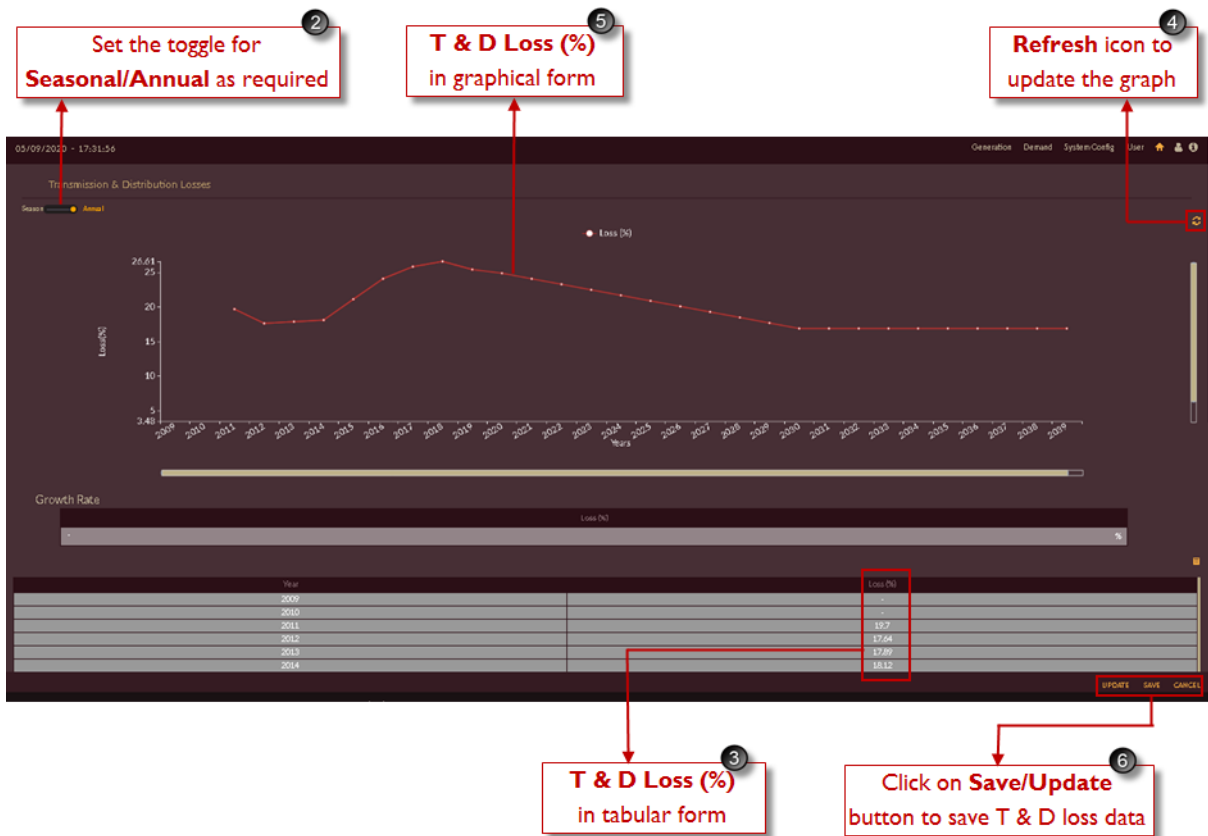 2
Set the toggle for
Seasonal/Annual as required
5
T & D Loss (%)
in graphical form
4
Refresh icon to
update the graph
05/09/2020 - 17:31:56
Generation Demand System Config User
Transmission & Distribution Losses
Season Annual
Loss (%)
26.61
25
20
15
10
5
3.48
Loss(%)
2009 2010 2011 2012 2013 2014 2015 2016 2017 2018 2019 2020 2021 2022 2023 2024 2025 2026 2027 2028 2029 2030 2031 2032 2033 2034 2035 2036 2037 2038 2039
Years
Growth Rate
Loss (%)
- %
Year Loss (%)
2009 -
2010 -
2011 19.7
2012 17.64
2013 17.89
2014 18.12
UPDATE SAVE CANCEL
3
T & D Loss (%)
in tabular form
6
Click on Save/Update
button to save T & D loss data